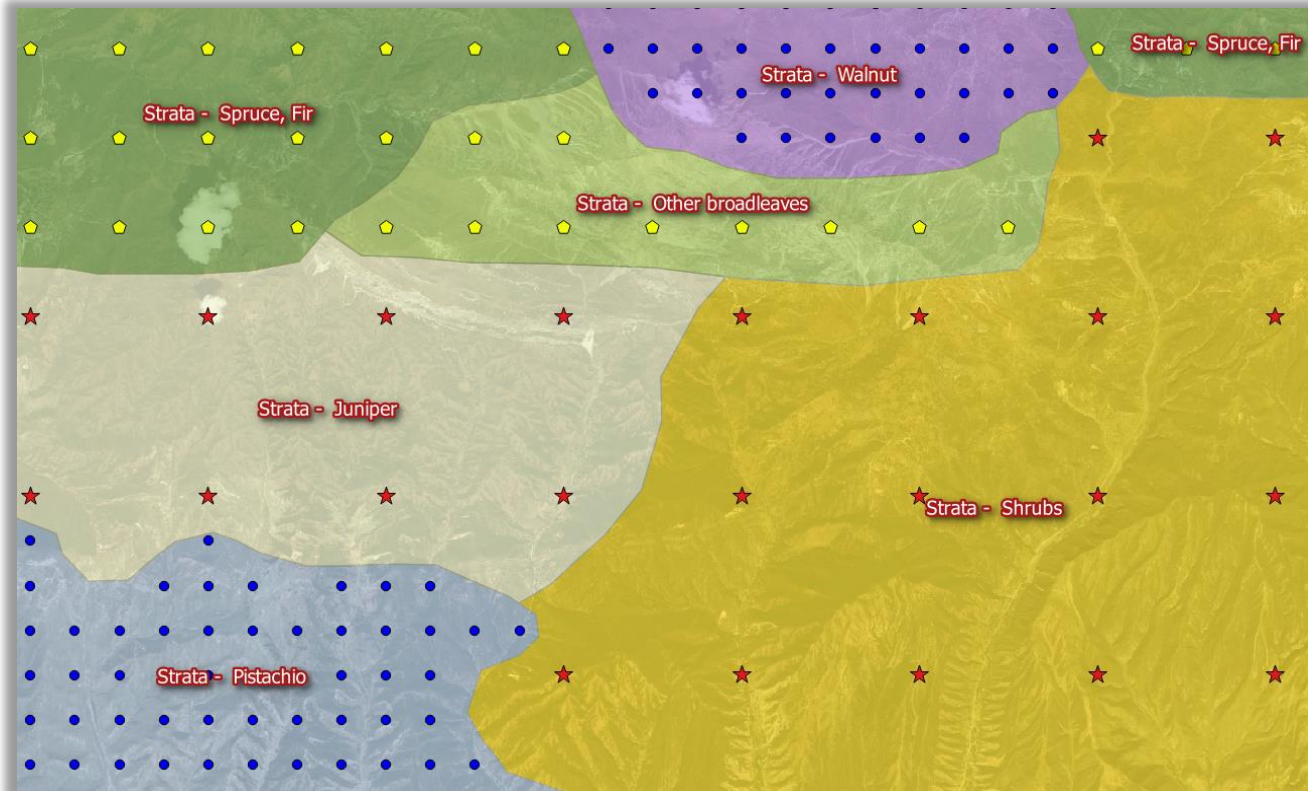 Strata - Spruce, Fir
Strata - Walnut
Strata - Spruce, Fir
Strata - Other broadleaves
Strata - Juniper
Strata - Shrubs
Strata - Pistachio